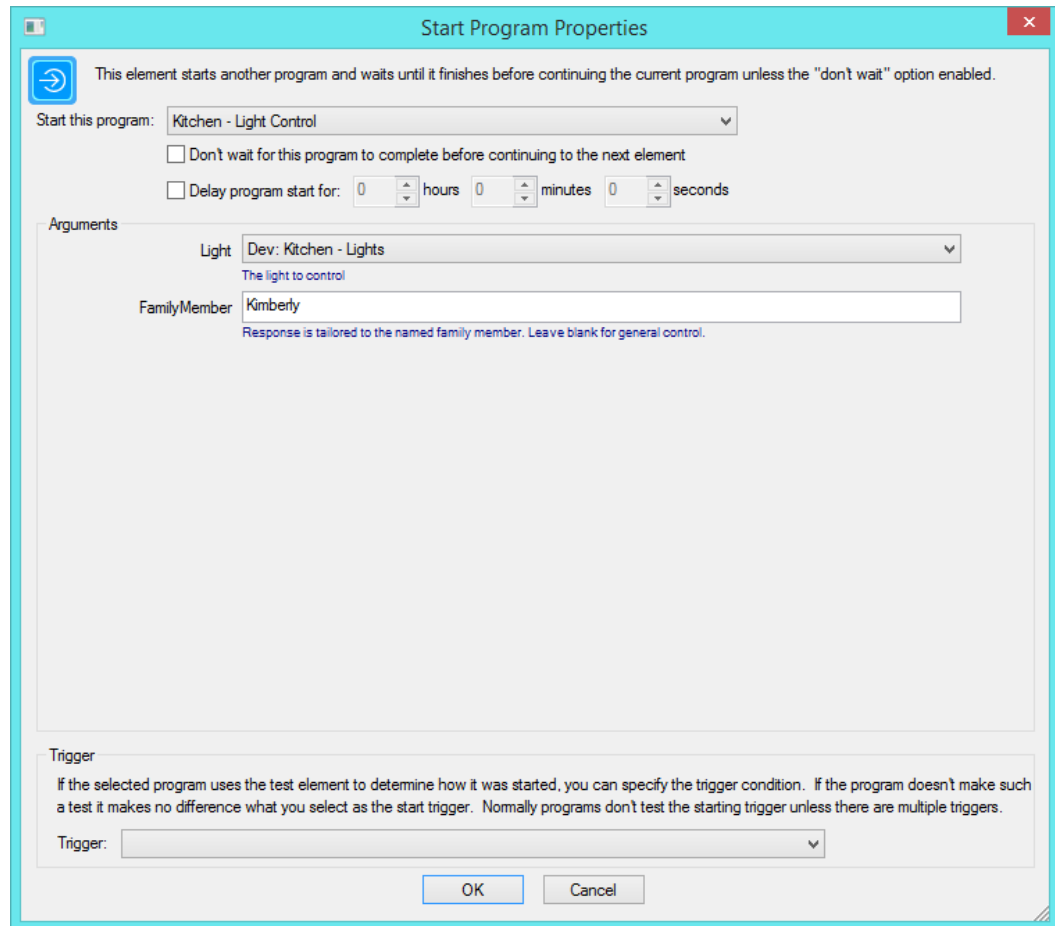 Start Program Properties
This element starts another program and waits until it finishes before continuing the current program unless the "don't wait" option enabled.
Start this program: Kitchen - Light Control
Don't wait for this program to complete before continuing to the next element
Delay program start for: 0 hours 0 minutes 0 seconds
Arguments
Light Dev: Kitchen - Lights
The light to control
FamilyMember Kimberly
Response is tailored to the named family member. Leave blank for general control.
Trigger
If the selected program uses the test element to determine how it was started, you can specify the trigger condition. If the program doesn't make such
a test it makes no difference what you select as the start trigger. Normally programs don't test the starting trigger unless there are multiple triggers.
Trigger:
OK Cancel